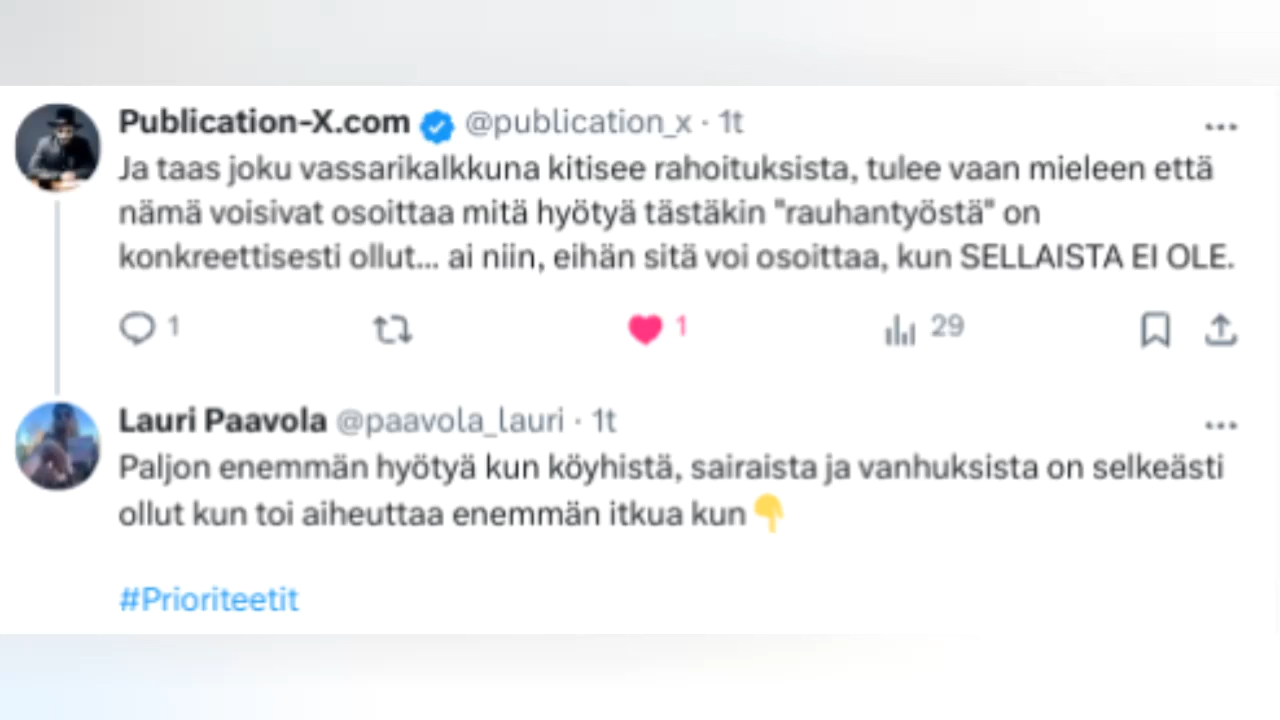 Publication-X.com @publication_x · 1t
Ja taas joku vassarikalkkuna kitisee rahoituksista, tulee vaan mieleen että
nämä voisivat osoittaa mitä hyötyä tästäkin "rauhantyöstä" on
konkreettisesti ollut... ai niin, eihän sitä voi osoittaa, kun SELLAISTA EI OLE.
1 1 29
Lauri Paavola @paavola_lauri · 1t
Paljon enemmän hyötyä kun köyhistä, sairaista ja vanhuksista on selkeästi
ollut kun toi aiheuttaa enemmän itkua kun 👇
#Prioriteetit